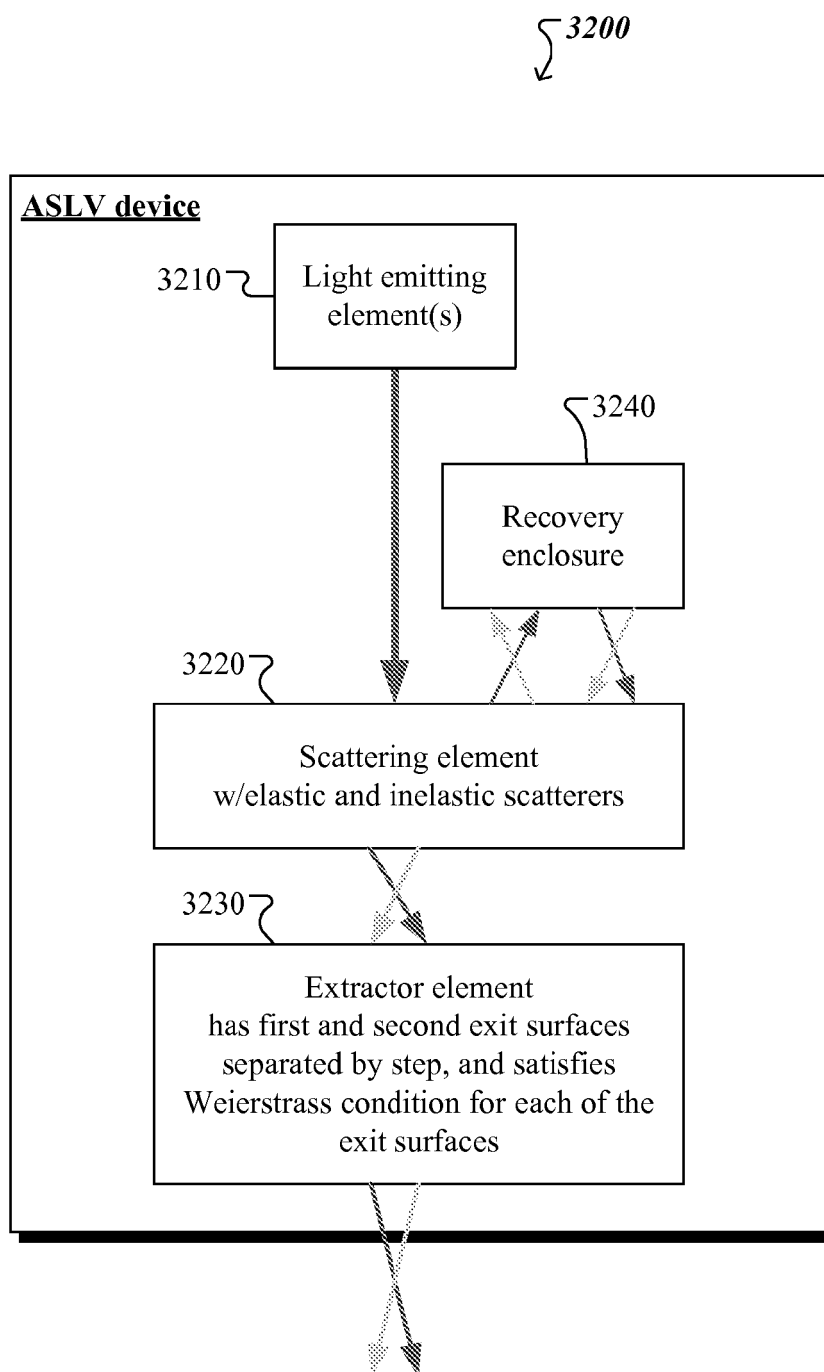 3200
ASLV device
3210
Light emitting
element(s)
3240
Recovery
enclosure
3220
Scattering element
w/elastic and inelastic scatterers
3230
Extractor element
has first and second exit surfaces
separated by step, and satisfies
Weierstrass condition for each of the
exit surfaces